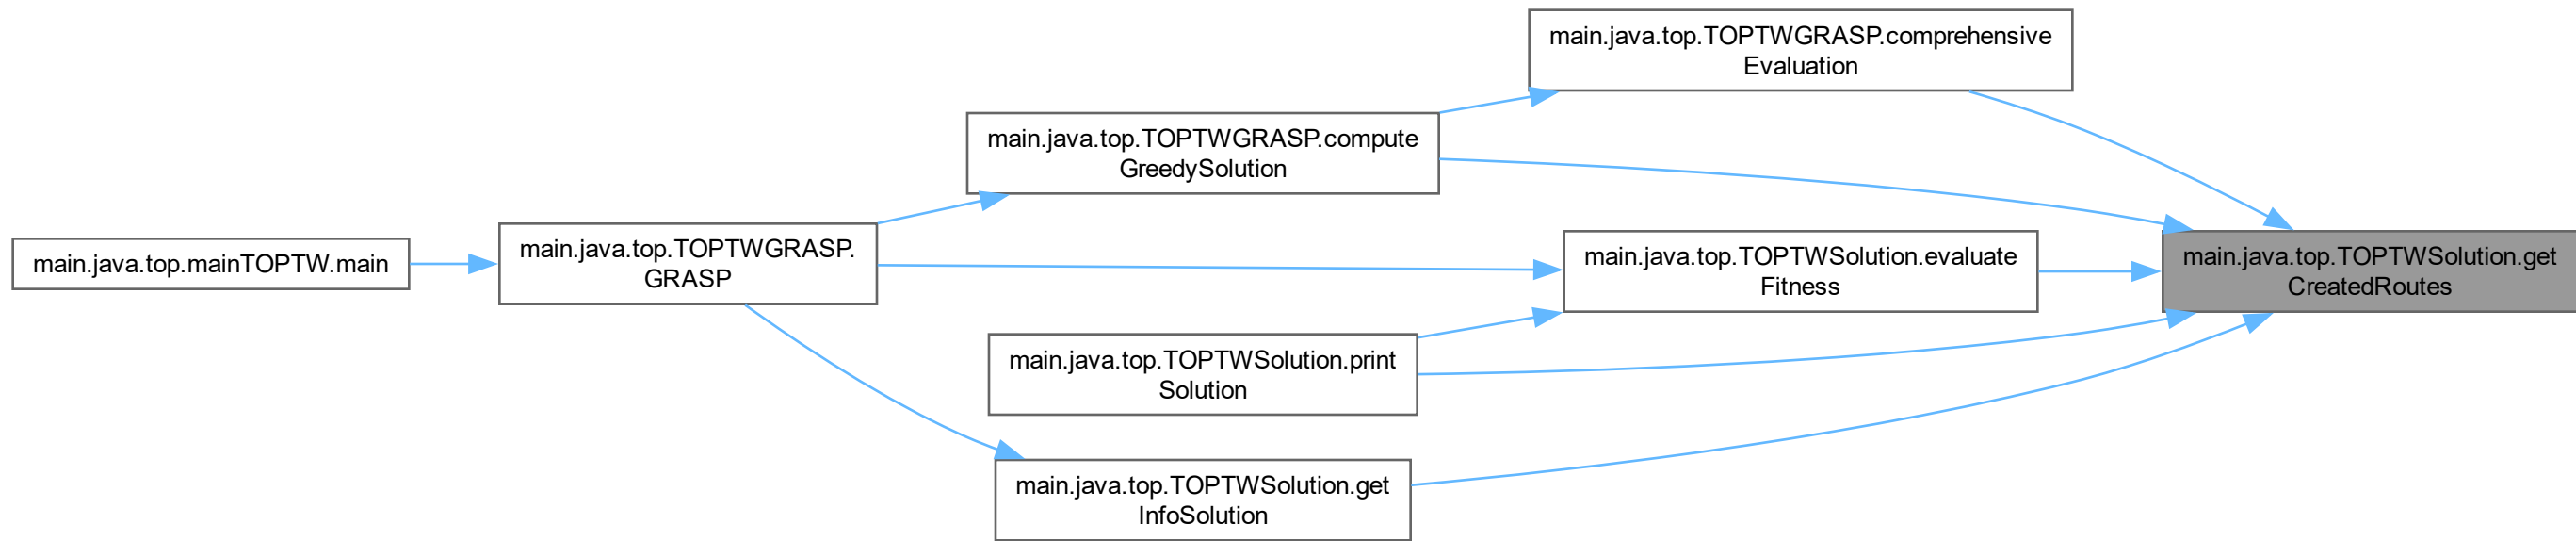 main.java.top.TOPTWGRASP.comprehensive
Evaluation
main.java.top.TOPTWGRASP.compute
GreedySolution
main.java.top.TOPTWGRASP.
GRASP
main.java.top.mainTOPTW.main
main.java.top.TOPTWSolution.evaluate
Fitness
main.java.top.TOPTWSolution.get
CreatedRoutes
main.java.top.TOPTWSolution.print
Solution
main.java.top.TOPTWSolution.get
InfoSolution